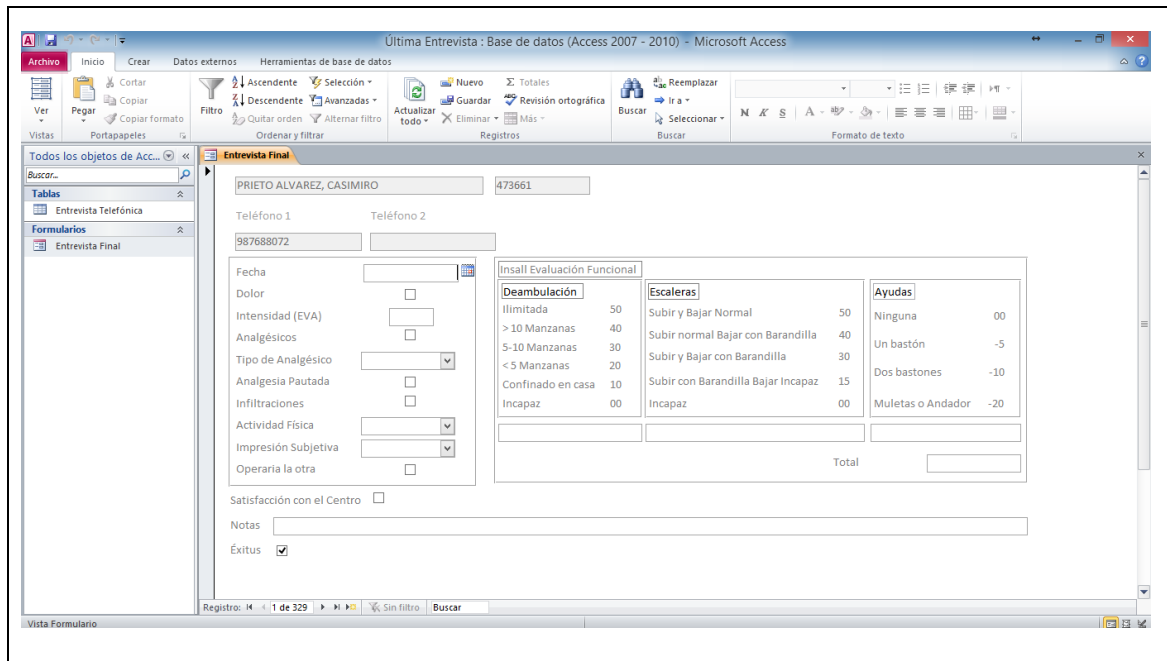 Última Entrevista : Base de datos (Access 2007 - 2010) - Microsoft Access
Archivo Inicio Crear Datos externos Herramientas de base de datos
Ver
Vistas
Pegar
Cortar
Copiar
Copiar formato
Portapapeles
Filtro
Ascendente
Descendente
Quitar orden
Selección
Avanzadas
Alternar filtro
Ordenar y filtrar
Actualizar todo
Nuevo
Guardar
Eliminar
Totales
Revisión ortográfica
Más
Registros
Buscar
Reemplazar
Ir a
Seleccionar
Buscar
N K S A
Formato de texto
Todos los objetos de Acc...
Buscar...
Tablas
Entrevista Telefónica
Formularios
Entrevista Final
Entrevista Final
PRIETO ALVAREZ, CASIMIRO 473661
Teléfono 1 Teléfono 2
987688072
Fecha
Dolor
Intensidad (EVA)
Analgésicos
Tipo de Analgésico
Analgesia Pautada
Infiltraciones
Actividad Física
Impresión Subjetiva
Operaria la otra
Insall Evaluación Funcional
Deambulación
Ilimitada 50
> 10 Manzanas 40
5-10 Manzanas 30
< 5 Manzanas 20
Confinado en casa 10
Incapaz 00
Escaleras
Subir y Bajar Normal 50
Subir normal Bajar con Barandilla 40
Subir y Bajar con Barandilla 30
Subir con Barandilla Bajar Incapaz 15
Incapaz 00
Ayudas
Ninguna 00
Un bastón -5
Dos bastones -10
Muletas o Andador -20
Total
Satisfacción con el Centro
Notas
Éxitus
Registro: 1 de 329 Sin filtro Buscar
Vista Formulario